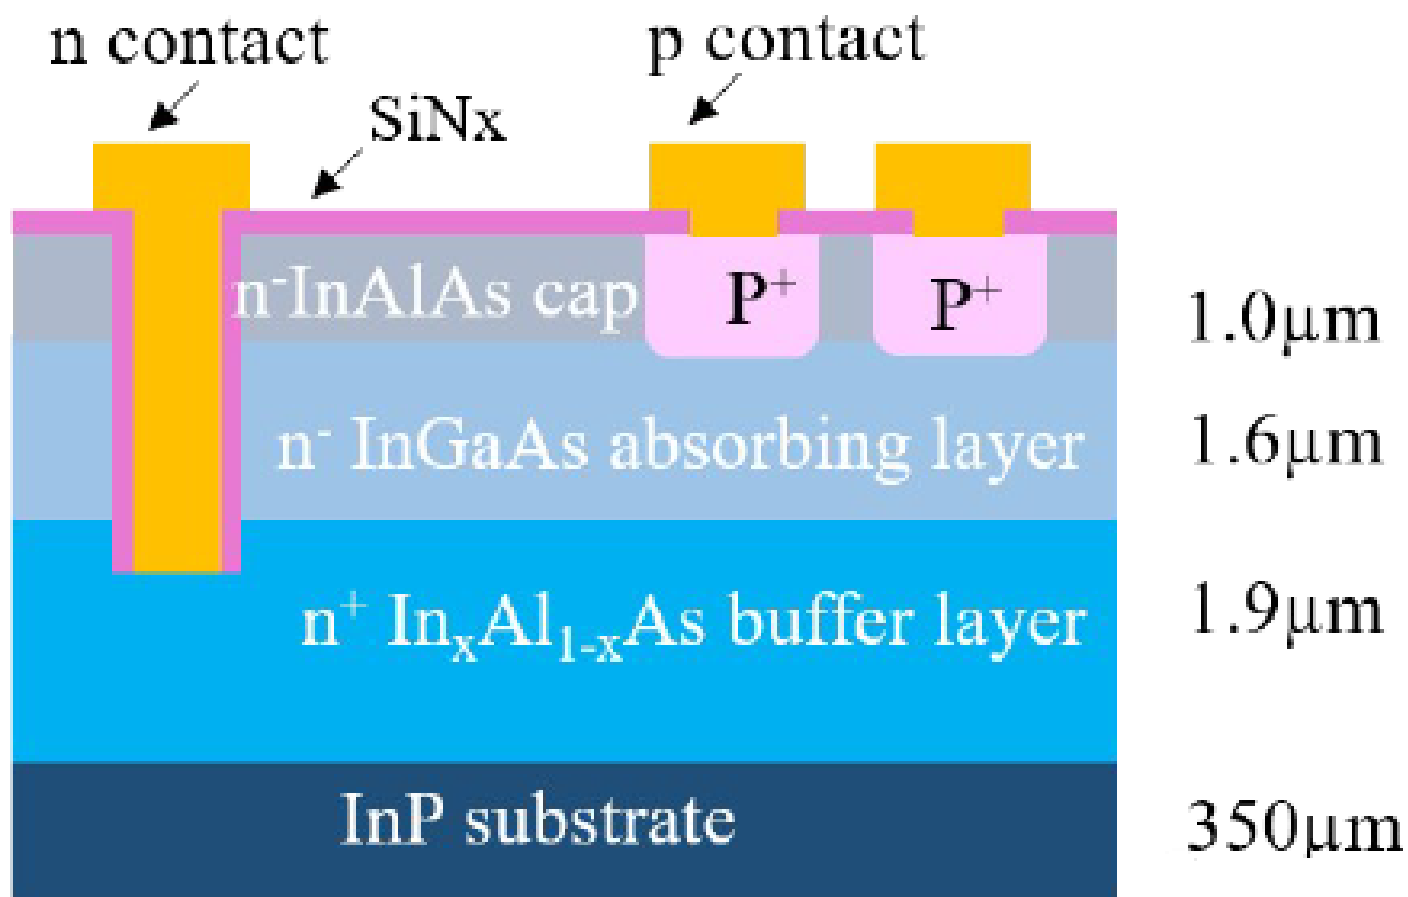 n contact
p contact
SiNx
n⁻InAlAs cap
P⁺
P⁺
1.0μm
n⁻ InGaAs absorbing layer
1.6μm
n⁺ InₓAl₁₋ₓAs buffer layer
1.9μm
InP substrate
350μm